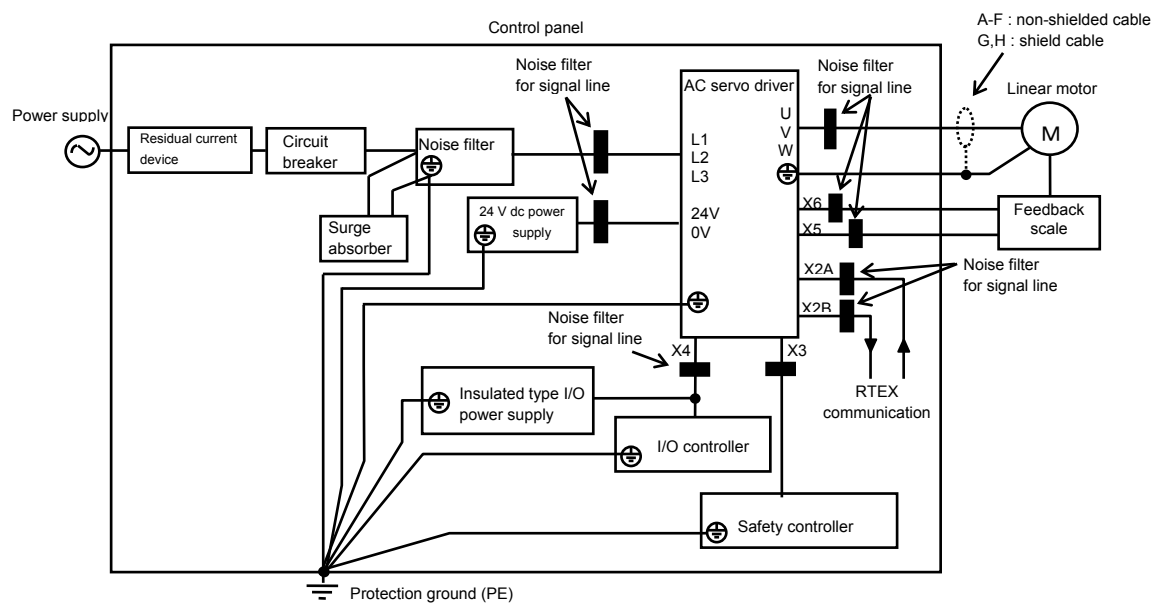 A-F : non-shielded cable
G,H : shield cable
Control panel
Noise filter
for signal line
Noise filter
for signal line
AC servo driver
Linear motor
Power supply
Residual current
device
Circuit
breaker
Noise filter
U
V
W
M
L1
L2
L3
24 V dc power
supply
24V
0V
X6
X5
Feedback
scale
Surge
absorber
X2A
X2B
Noise filter
for signal line
Noise filter
for signal line
X4
X3
RTEX
communication
Insulated type I/O
power supply
I/O controller
Safety controller
Protection ground (PE)